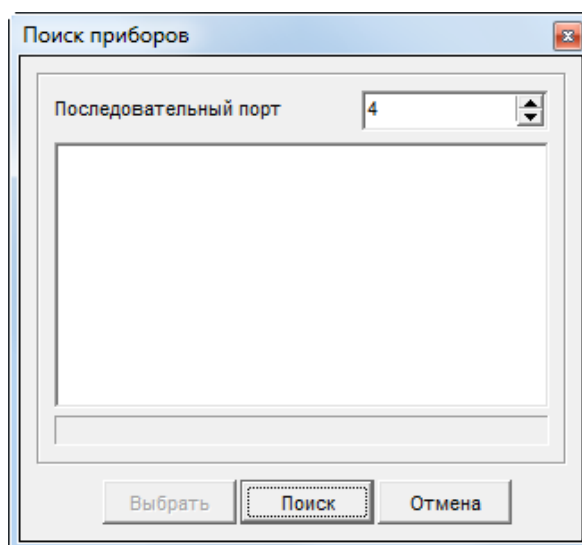 Поиск приборов
Последовательный порт 4
Выбрать Поиск Отмена